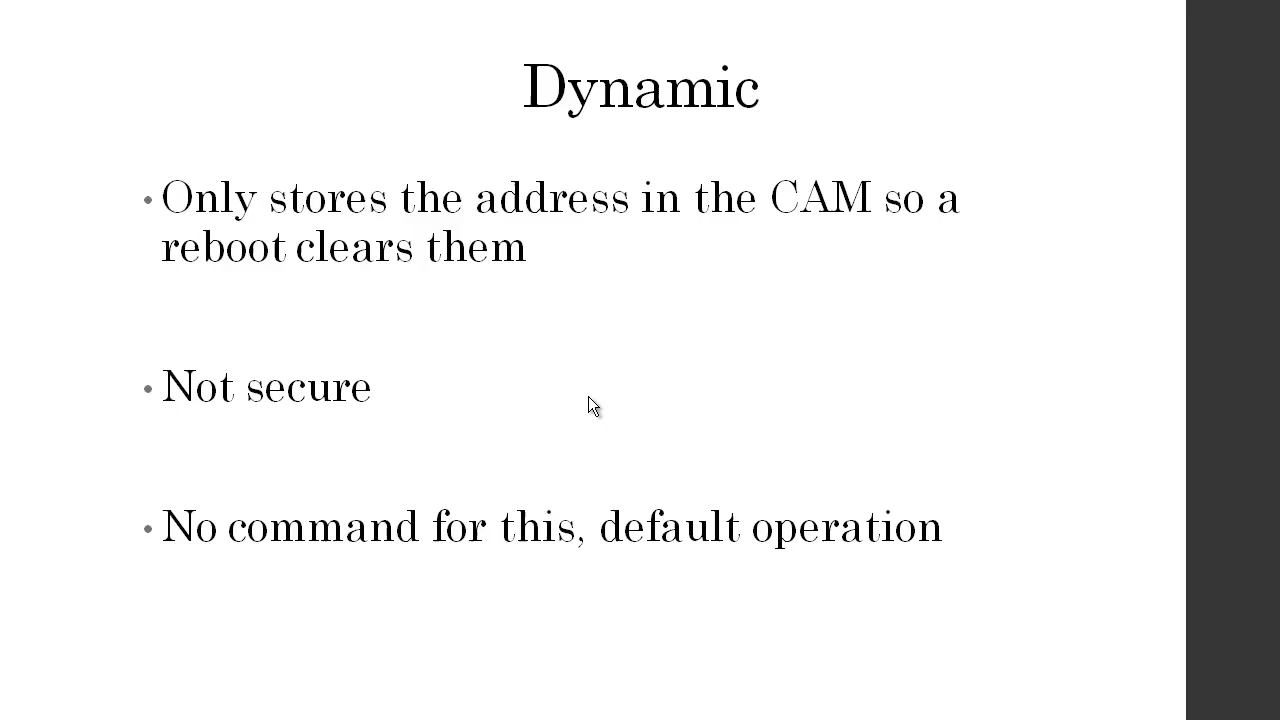 Dynamic
• Only stores the address in the CAM so a
reboot clears them
• Not secure
• No command for this, default operation